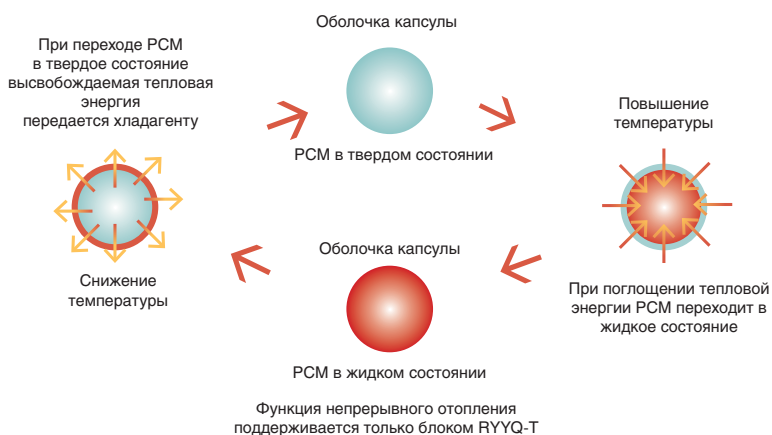 Оболочка капсулы
При переходе PCM
в твердое состояние
высвобождаемая тепловая
энергия
передается хладагенту
Повышение
температуры
PCM в твердом состоянии
Оболочка капсулы
Снижение
температуры
При поглощении тепловой
энергии PCM переходит в
жидкое состояние
PCM в жидком состоянии
Функция непрерывного отопления
поддерживается только блоком RYYQ-T